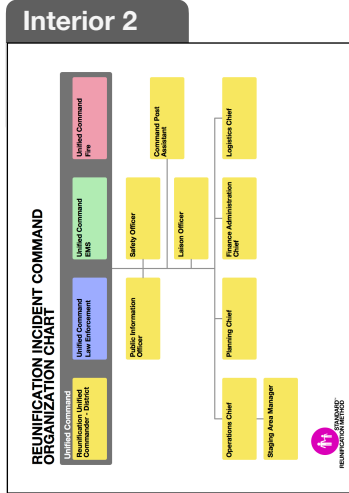 Interior 2
REUNIFICATION INCIDENT COMMAND
ORGANIZATION CHART
Unified Command
Reunification Unified
Commander - District
Unified Command
Law Enforcement
Unified Command
EMS
Unified Command
Fire
Public Information
Officer
Safety Officer
Command Post
Assistant
Liaison Officer
Operations Chief
Planning Chief
Finance Administration
Chief
Logistics Chief
Staging Area Manager
STANDARD
REUNIFICATION METHOD